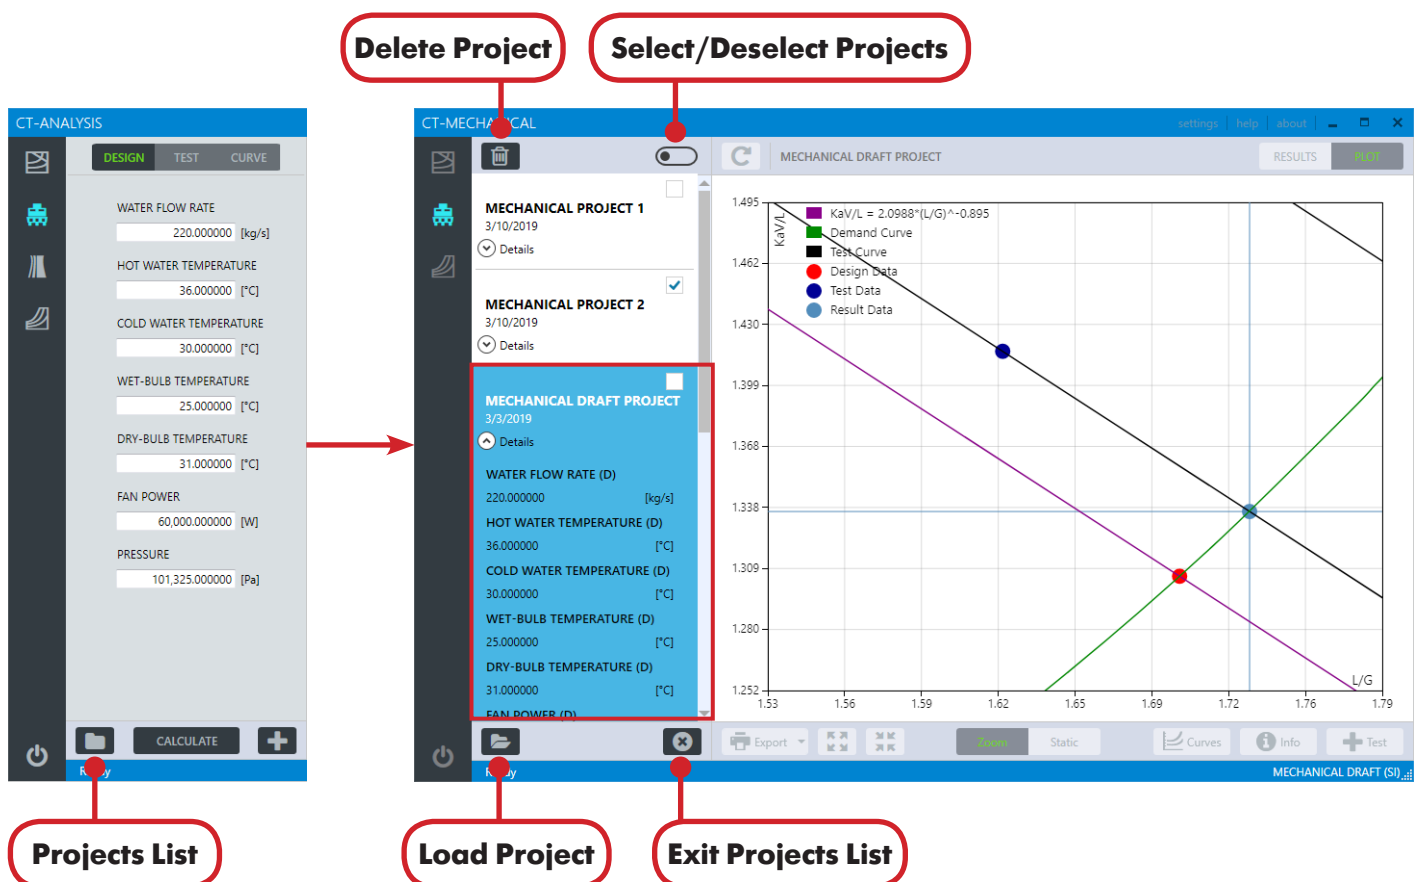 Delete Project
Select/Deselect Projects
CT-ANALYSIS
DESIGN TEST CURVE
WATER FLOW RATE
220.000000 [kg/s]
HOT WATER TEMPERATURE
36.000000 [°C]
COLD WATER TEMPERATURE
30.000000 [°C]
WET-BULB TEMPERATURE
25.000000 [°C]
DRY-BULB TEMPERATURE
31.000000 [°C]
FAN POWER
60,000.000000 [W]
PRESSURE
101,325.000000 [Pa]
CALCULATE
Ready
Projects List
CT-MECHANICAL
settings help about
MECHANICAL PROJECT 1
3/10/2019
Details
MECHANICAL PROJECT 2
3/10/2019
Details
MECHANICAL DRAFT PROJECT
3/3/2019
Details
WATER FLOW RATE (D)
220.000000 [kg/s]
HOT WATER TEMPERATURE (D)
36.000000 [°C]
COLD WATER TEMPERATURE (D)
30.000000 [°C]
WET-BULB TEMPERATURE (D)
25.000000 [°C]
DRY-BULB TEMPERATURE (D)
31.000000 [°C]
FAN POWER (D)
MECHANICAL DRAFT PROJECT
RESULTS PLOT
KaV/L
KaV/L = 2.0988*(L/G)^-0.895
Demand Curve
Test Curve
Design Data
Test Data
Result Data
1.495
1.462
1.430
1.399
1.368
1.338
1.309
1.280
1.252
L/G
1.53 1.56 1.59 1.62 1.65 1.69 1.72 1.76 1.79
Export
Zoom Static
Curves
Info
Test
Ready
MECHANICAL DRAFT (SI)
Load Project
Exit Projects List